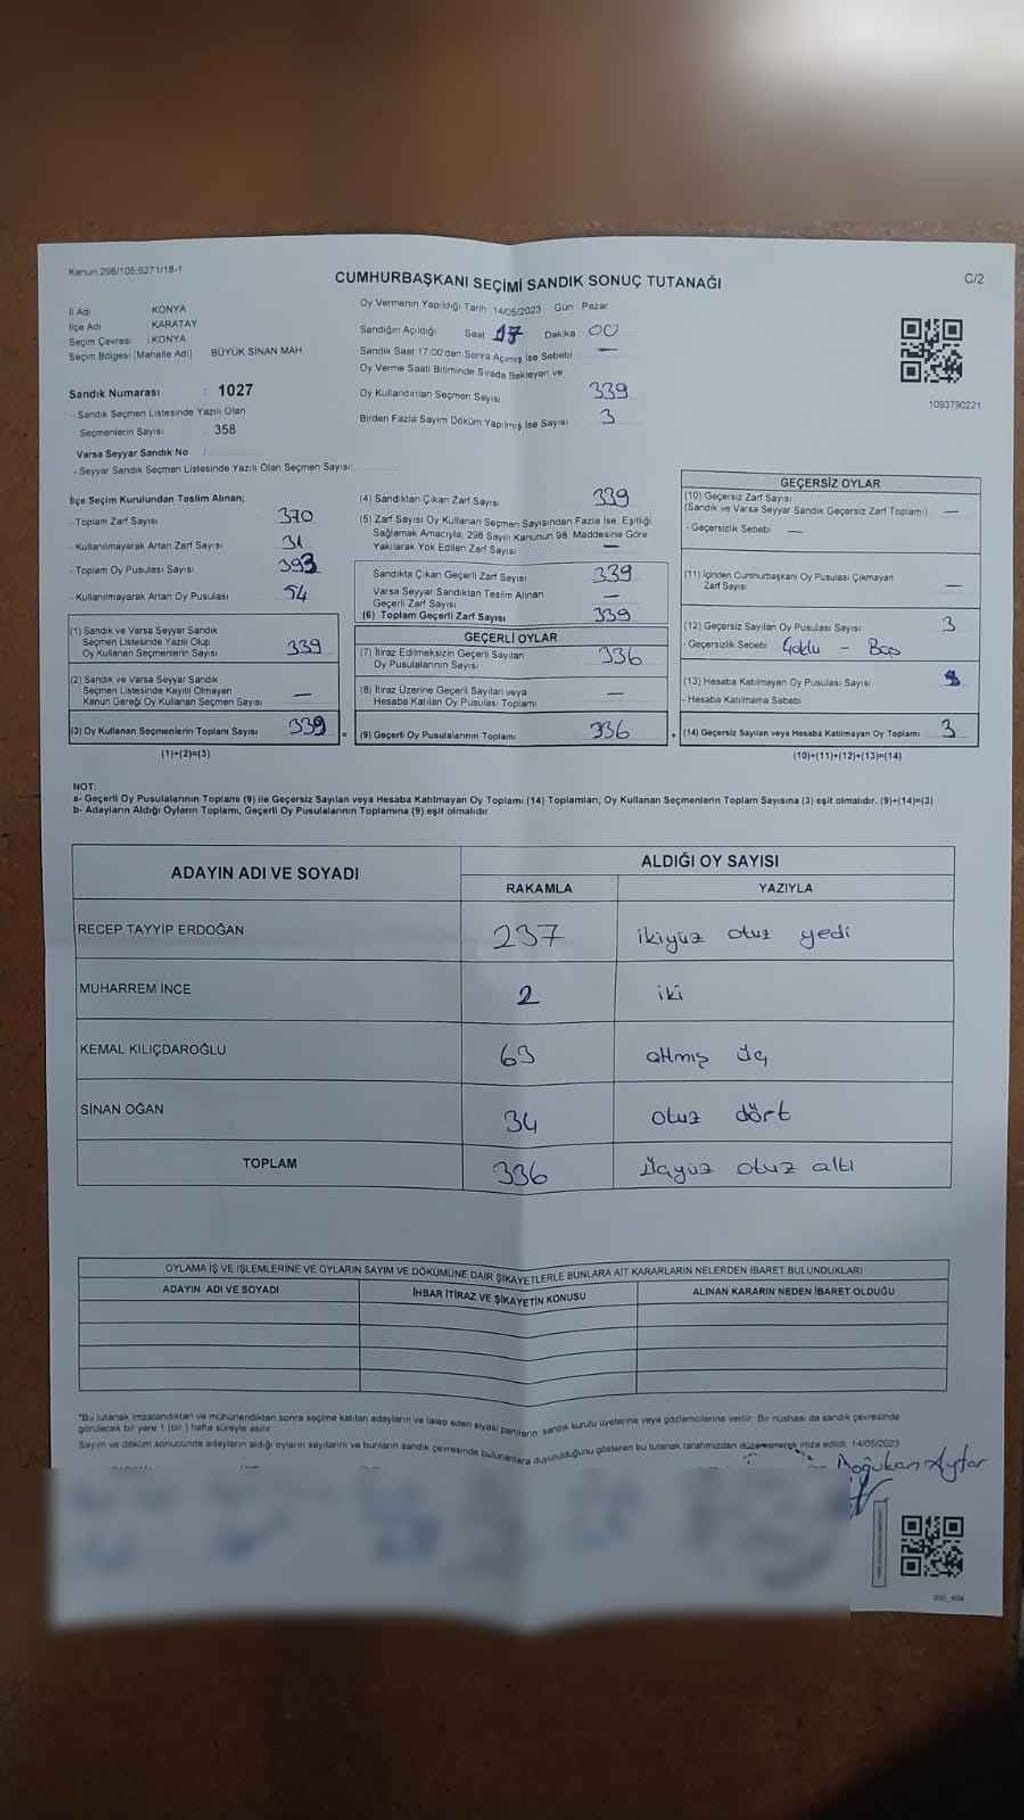 Kanun:298/105;6271/18-1
CUMHURBAŞKANI SEÇİMİ SANDIK SONUÇ TUTANAĞI
C/2
İl Adı KONYA
İlçe Adı KARATAY
Seçim Çevresi :KONYA
Seçim Bölgesi (Mahalle Adı) BÜYÜK SİNAN MAH.
Sandık Numarası : 1027
- Sandık Seçmen Listesinde Yazılı Olan
Seçmenlerin Sayısı 358
Varsa Seyyar Sandık No :
- Seyyar Sandık Seçmen Listesinde Yazılı Olan Seçmen Sayısı:
Oy Vermenin Yapıldığı Tarih :14/05/2023 Gün Pazar
Sandığın Açıldığı Saat 17 Dakika 00
Sandık Saat 17:00'den Sonra Açımış İse Sebebi —
Oy Verme Saati Bitiminde Sırada Bekleyen ve
Oy Kullandırılan Seçmen Sayısı 339
Birden Fazla Sayım Döküm Yapılmış İse Sayısı 3
1093790221
İlçe Seçim Kurulundan Teslim Alınan;
- Toplam Zarf Sayısı 370
- Kullanılmayarak Artan Zarf Sayısı 31
- Toplam Oy Pusulası Sayısı 393
- Kullanılmayarak Artan Oy Pusulası 54
(1) Sandık ve Varsa Seyyar Sandık
Seçmen Listesinde Yazılı Olup
Oy Kullanan Seçmenlerin Sayısı 339
(2) Sandık ve Varsa Seyyar Sandık
Seçmen Listesinde Kayıtlı Olmayan
Kanun Gereği Oy Kullanan Seçmen Sayısı —
(3) Oy Kullanan Seçmenlerin Toplam Sayısı 339
(1)+(2)=(3)
(4) Sandıktan Çıkan Zarf Sayısı 339
(5) Zarf Sayısı Oy Kullanan Seçmen Sayısından Fazla İse, Eşitliği
Sağlamak Amacıyla, 298 Sayılı Kanunun 98. Maddesine Göre
Yakılarak Yok Edilen Zarf Sayısı —
Sandıkta Çıkan Geçerli Zarf Sayısı 339
Varsa Seyyar Sandıktan Teslim Alınan
Geçerli Zarf Sayısı —
(6) Toplam Geçerli Zarf Sayısı 339
GEÇERLİ OYLAR
(7) İtiraz Edilmeksizin Geçerli Sayılan
Oy Pusulalarının Sayısı 336
(8) İtiraz Üzerine Geçerli Sayılan veya
Hesaba Katılan Oy Pusulası Toplamı —
= (9) Geçerli Oy Pusulalarının Toplamı 336
GEÇERSİZ OYLAR
(10) Geçersiz Zarf Sayısı
(Sandık ve Varsa Seyyar Sandık Geçersiz Zarf Toplamı) —
- Geçersizlik Sebebi —
(11) İçinden Cumhurbaşkanı Oy Pusulası Çıkmayan
Zarf Sayısı —
(12) Geçersiz Sayılan Oy Pusulası Sayısı 3
- Geçersizlik Sebebi Çoklu - Boş
(13) Hesaba Katılmayan Oy Pusulası Sayısı
- Hesaba Katılmama Sebebi
+ (14) Geçersiz Sayılan veya Hesaba Katılmayan Oy Toplamı 3
(10)+(11)+(12)+(13)=(14)
NOT:
a- Geçerli Oy Pusulalarının Toplamı (9) ile Geçersiz Sayılan veya Hesaba Katılmayan Oy Toplamı (14) Toplamları, Oy Kullanan Seçmenlerin Toplam Sayısına (3) eşit olmalıdır. (9)+(14)=(3)
b- Adayların Aldığı Oyların Toplamı, Geçerli Oy Pusulalarının Toplamına (9) eşit olmalıdır.
ADAYIN ADI VE SOYADI ALDIĞI OY SAYISI
RAKAMLA YAZIYLA
RECEP TAYYİP ERDOĞAN 237 ikiyüz otuz yedi
MUHARREM İNCE 2 iki
KEMAL KILIÇDAROĞLU 63 altmış üç
SİNAN OĞAN 34 otuz dört
TOPLAM 336 Üçyüz otuz altı
OYLAMA İŞ VE İŞLEMLERİNE VE OYLARIN SAYIM VE DÖKÜMÜNE DAİR ŞİKAYETLERLE BUNLARA AİT KARARLARIN NELERDEN İBARET BULUNDUKLARI
ADAYIN ADI VE SOYADI İHBAR İTİRAZ VE ŞİKAYETİN KONUSU ALINAN KARARIN NEDEN İBARET OLDUĞU
*Bu tutanak imzalandıktan ve mühürlendikten sonra seçime katılan adayların ve talep eden siyasi partilerin sandık kurulu üyelerine veya gözlemcilerine verilir. Bir nüshası da sandık çevresinde
görülecek bir yere 1 (bir ) hafta süreyle asılır.
Sayım ve döküm sonucunda adayların aldığı oyların sayılarını ve bunların sandık çevresinde bulunanlara duyurulduğunu gösteren bu tutanak tarafımızdan düzenlenerek imza edildi. 14/05/2023
Doğukan Aytar